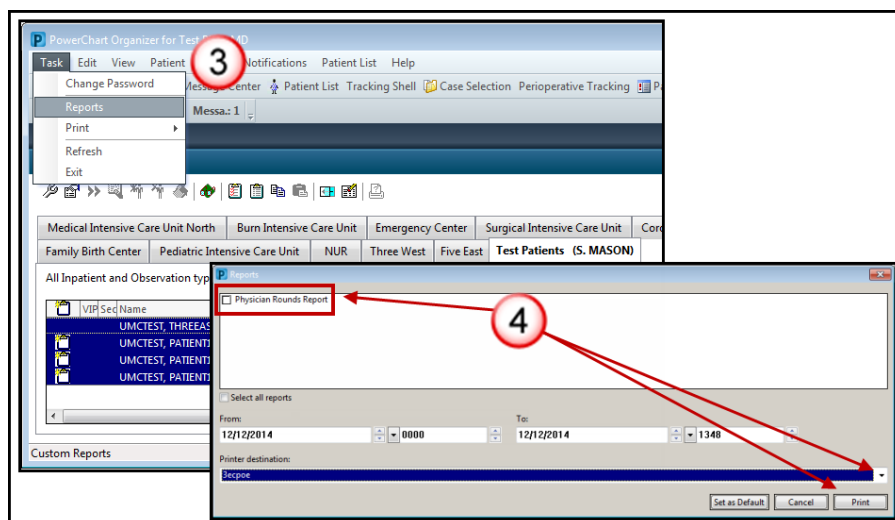 PowerChart Organizer for Test MD
Task Edit View Patient Notifications Patient List Help
3
Change Password
Message Center Patient List Tracking Shell Case Selection Perioperative Tracking
Reports
Messa.: 1
Print
Refresh
Exit
Medical Intensive Care Unit North Burn Intensive Care Unit Emergency Center Surgical Intensive Care Unit
Family Birth Center Pediatric Intensive Care Unit NUR Three West Five East Test Patients (S. MASON)
All Inpatient and Observation typ
VIP Sec Name
UMCTEST, THREEAS
UMCTEST, PATIENT
UMCTEST, PATIENT
UMCTEST, PATIENT
Custom Reports
Reports
Physician Rounds Report
4
Select all reports
From: To:
12/12/2014 0000 12/12/2014 1348
Printer destination:
3ecpoe
Set as Default Cancel Print